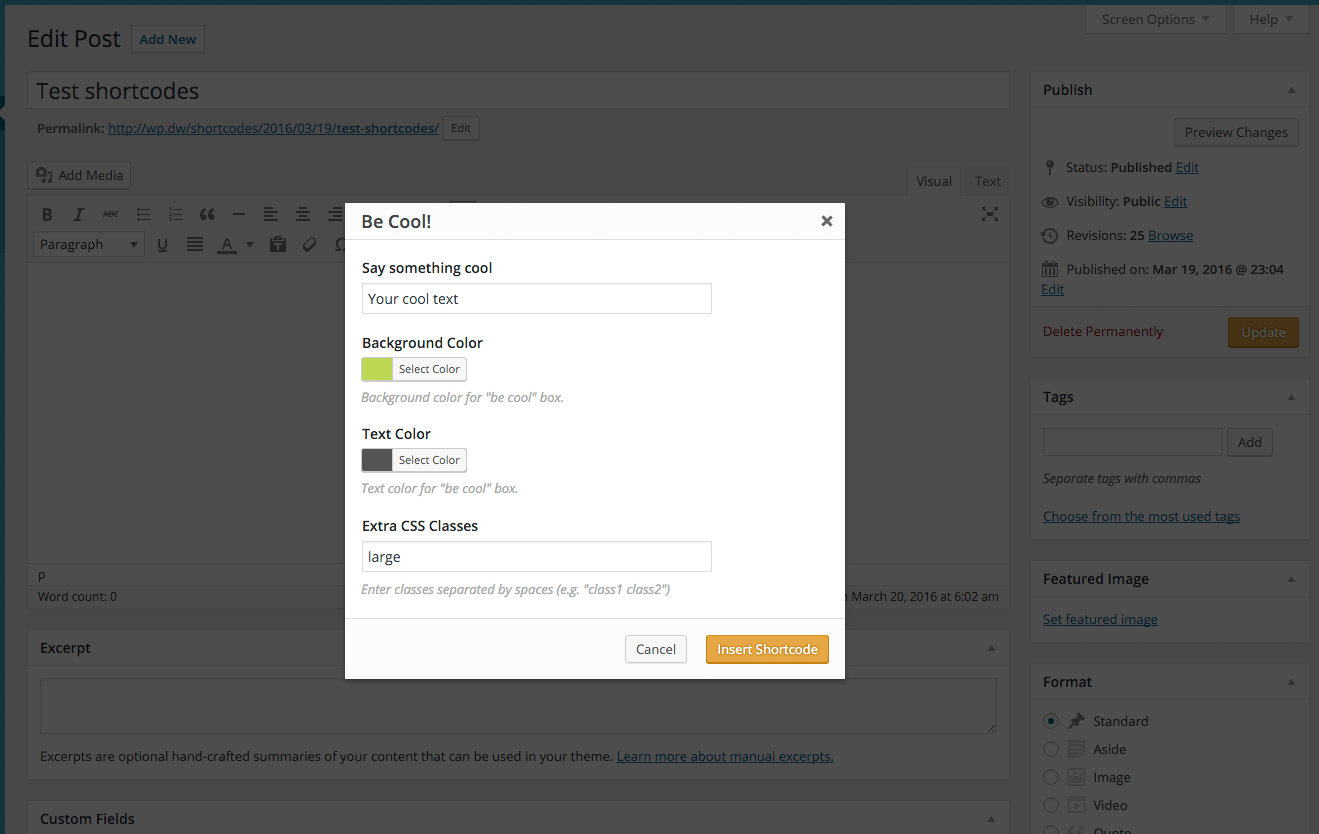 Screen Options
Help
Edit Post
Add New
Test shortcodes
Permalink: http://wp.dw/shortcodes/2016/03/19/test-shortcodes/
Edit
Add Media
Visual
Text
B I ABE
Paragraph
U
A
Ω
p
Word count: 0
March 20, 2016 at 6:02 am
Be Cool!
Say something cool
Your cool text
Background Color
Select Color
Background color for "be cool" box.
Text Color
Select Color
Text color for "be cool" box.
Extra CSS Classes
large
Enter classes separated by spaces (e.g. "class1 class2")
Cancel
Insert Shortcode
Excerpt
Excerpts are optional hand-crafted summaries of your content that can be used in your theme. Learn more about manual excerpts.
Custom Fields
Publish
Preview Changes
Status: Published Edit
Visibility: Public Edit
Revisions: 25 Browse
Published on: Mar 19, 2016 @ 23:04
Edit
Delete Permanently
Update
Tags
Add
Separate tags with commas
Choose from the most used tags
Featured Image
Set featured image
Format
Standard
Aside
Image
Video
Quote